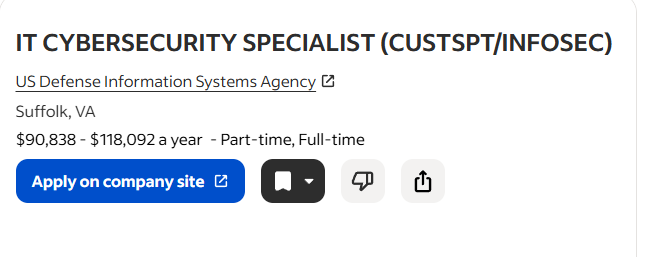 IT CYBERSECURITY SPECIALIST (CUSTSPT/INFOSEC)
US Defense Information Systems Agency
Suffolk, VA
$90,838 - $118,092 a year - Part-time, Full-time
Apply on company site